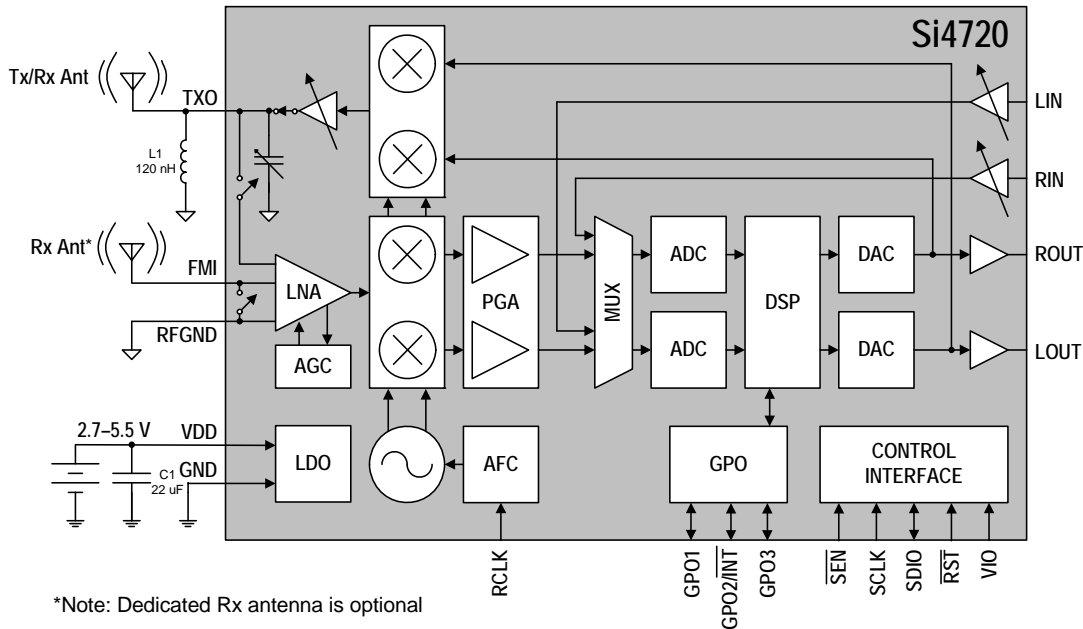 Si4720
Tx/Rx Ant
TXO
LIN
L1
120 nH
RIN
Rx Ant*
FMI
LNA
PGA
MUX
ADC
DSP
DAC
ROUT
RFGND
AGC
ADC
DAC
LOUT
2.7–5.5 V
VDD
C1
22 uF
GND
LDO
AFC
GPO
CONTROL
INTERFACE
RCLK
GPO1
GPO2/INT
GPO3
SEN
SCLK
SDIO
RST
VIO
*Note: Dedicated Rx antenna is optional